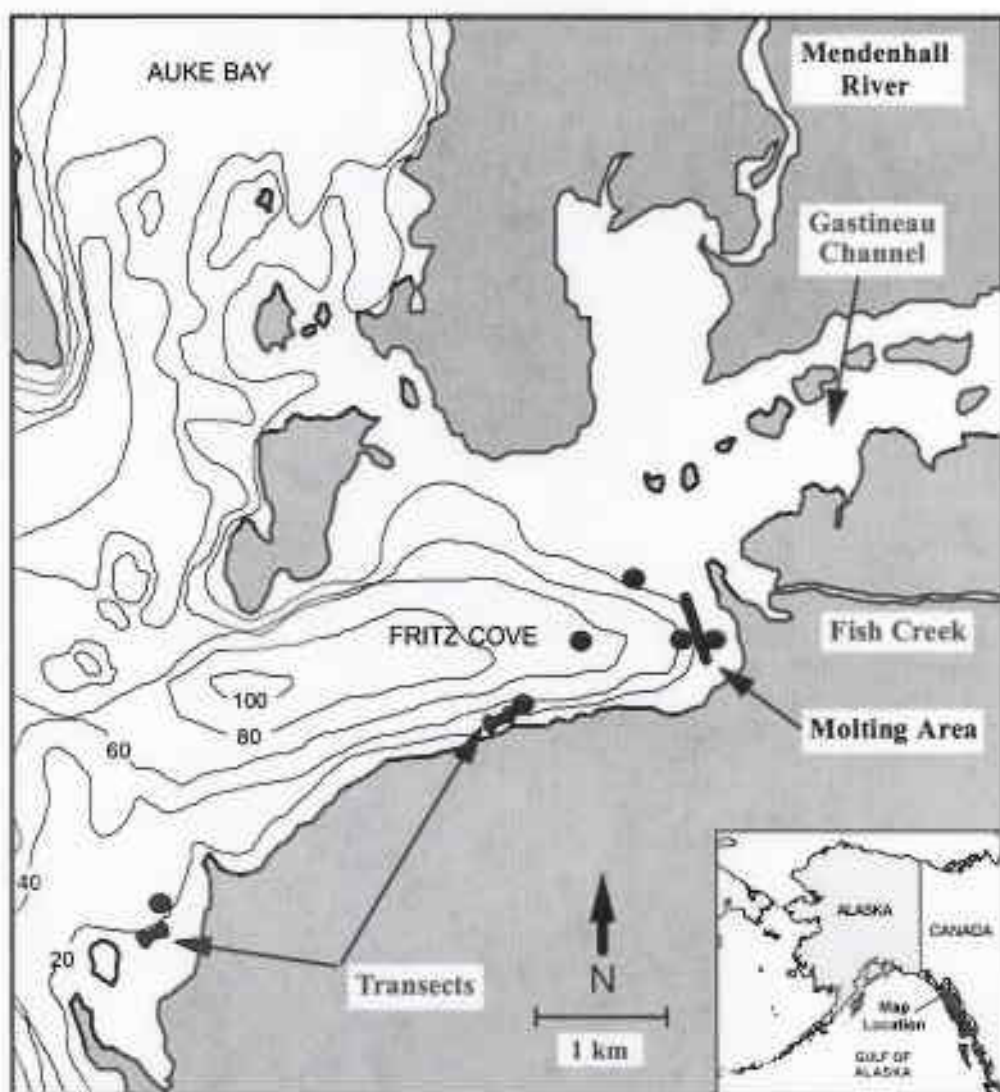 AUKE BAY
Mendenhall
River
Gastineau
Channel
FRITZ COVE
Fish Creek
100
80
60
Molting Area
40
20
Transects
N
1 km
ALASKA
CANADA
Map
Location
GULF OF
ALASKA